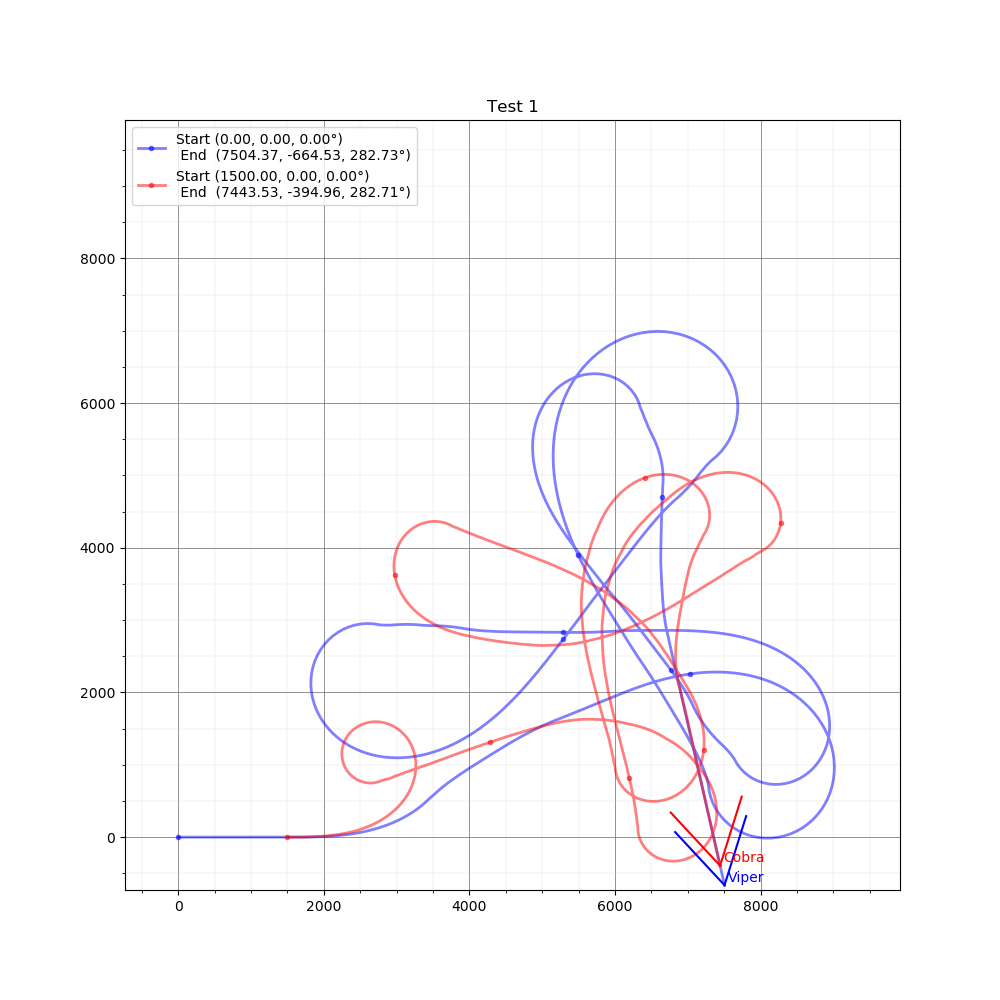 Test 1
Start (0.00, 0.00, 0.00°)
End (7504.37, -664.53, 282.73°)
Start (1500.00, 0.00, 0.00°)
End (7443.53, -394.96, 282.71°)
8000
6000
4000
2000
0
Cobra
Viper
0 2000 4000 6000 8000